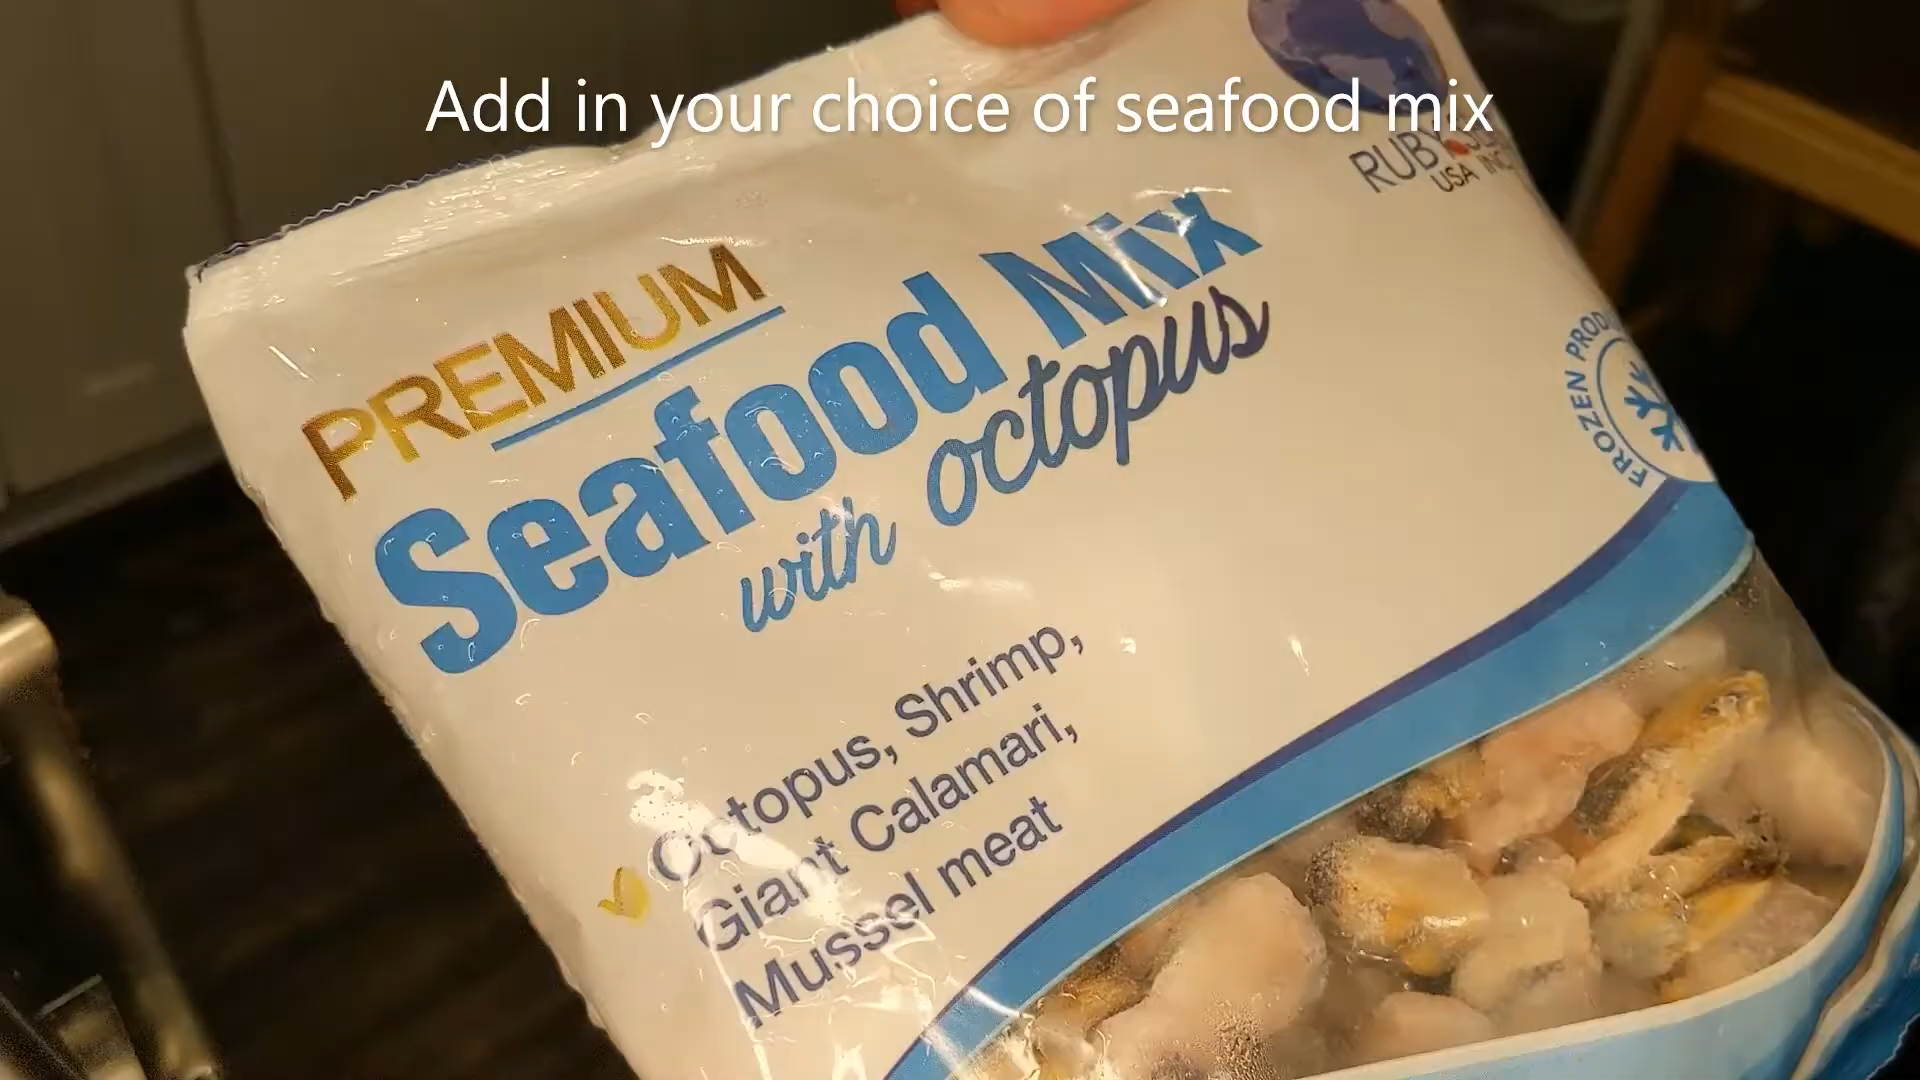 Add in your choice of seafood mix
RUBY
USA INC
PREMIUM
Seafood Mix
with octopus
FROZEN
Octopus, Shrimp,
Giant Calamari,
Mussel meat